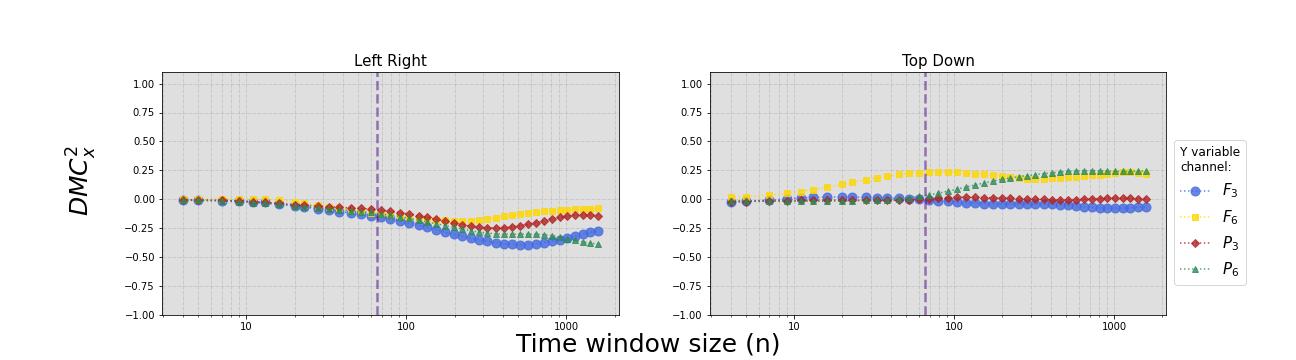 Left Right
Top Down
DMC²ₓ
1.00
0.75
0.50
0.25
0.00
−0.25
−0.50
−0.75
−1.00
10
100
1000
1.00
0.75
0.50
0.25
0.00
−0.25
−0.50
−0.75
−1.00
10
100
1000
Y variable
channel:
F₃
F₆
P₃
P₆
Time window size (n)